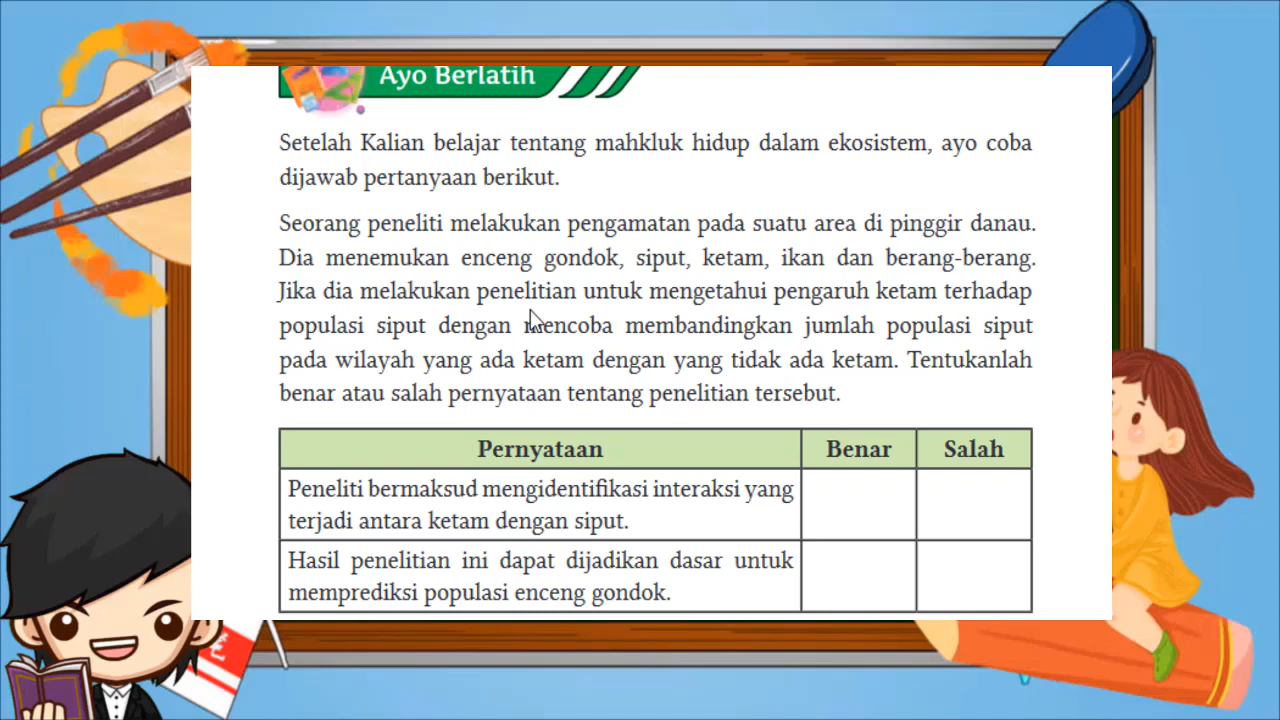 Ayo Berlatih
Setelah Kalian belajar tentang mahkluk hidup dalam ekosistem, ayo coba
dijawab pertanyaan berikut.
Seorang peneliti melakukan pengamatan pada suatu area di pinggir danau.
Dia menemukan enceng gondok, siput, ketam, ikan dan berang-berang.
Jika dia melakukan penelitian untuk mengetahui pengaruh ketam terhadap
populasi siput dengan mencoba membandingkan jumlah populasi siput
pada wilayah yang ada ketam dengan yang tidak ada ketam. Tentukanlah
benar atau salah pernyataan tentang penelitian tersebut.
Pernyataan Benar Salah
Peneliti bermaksud mengidentifikasi interaksi yang
terjadi antara ketam dengan siput.
Hasil penelitian ini dapat dijadikan dasar untuk
memprediksi populasi enceng gondok.